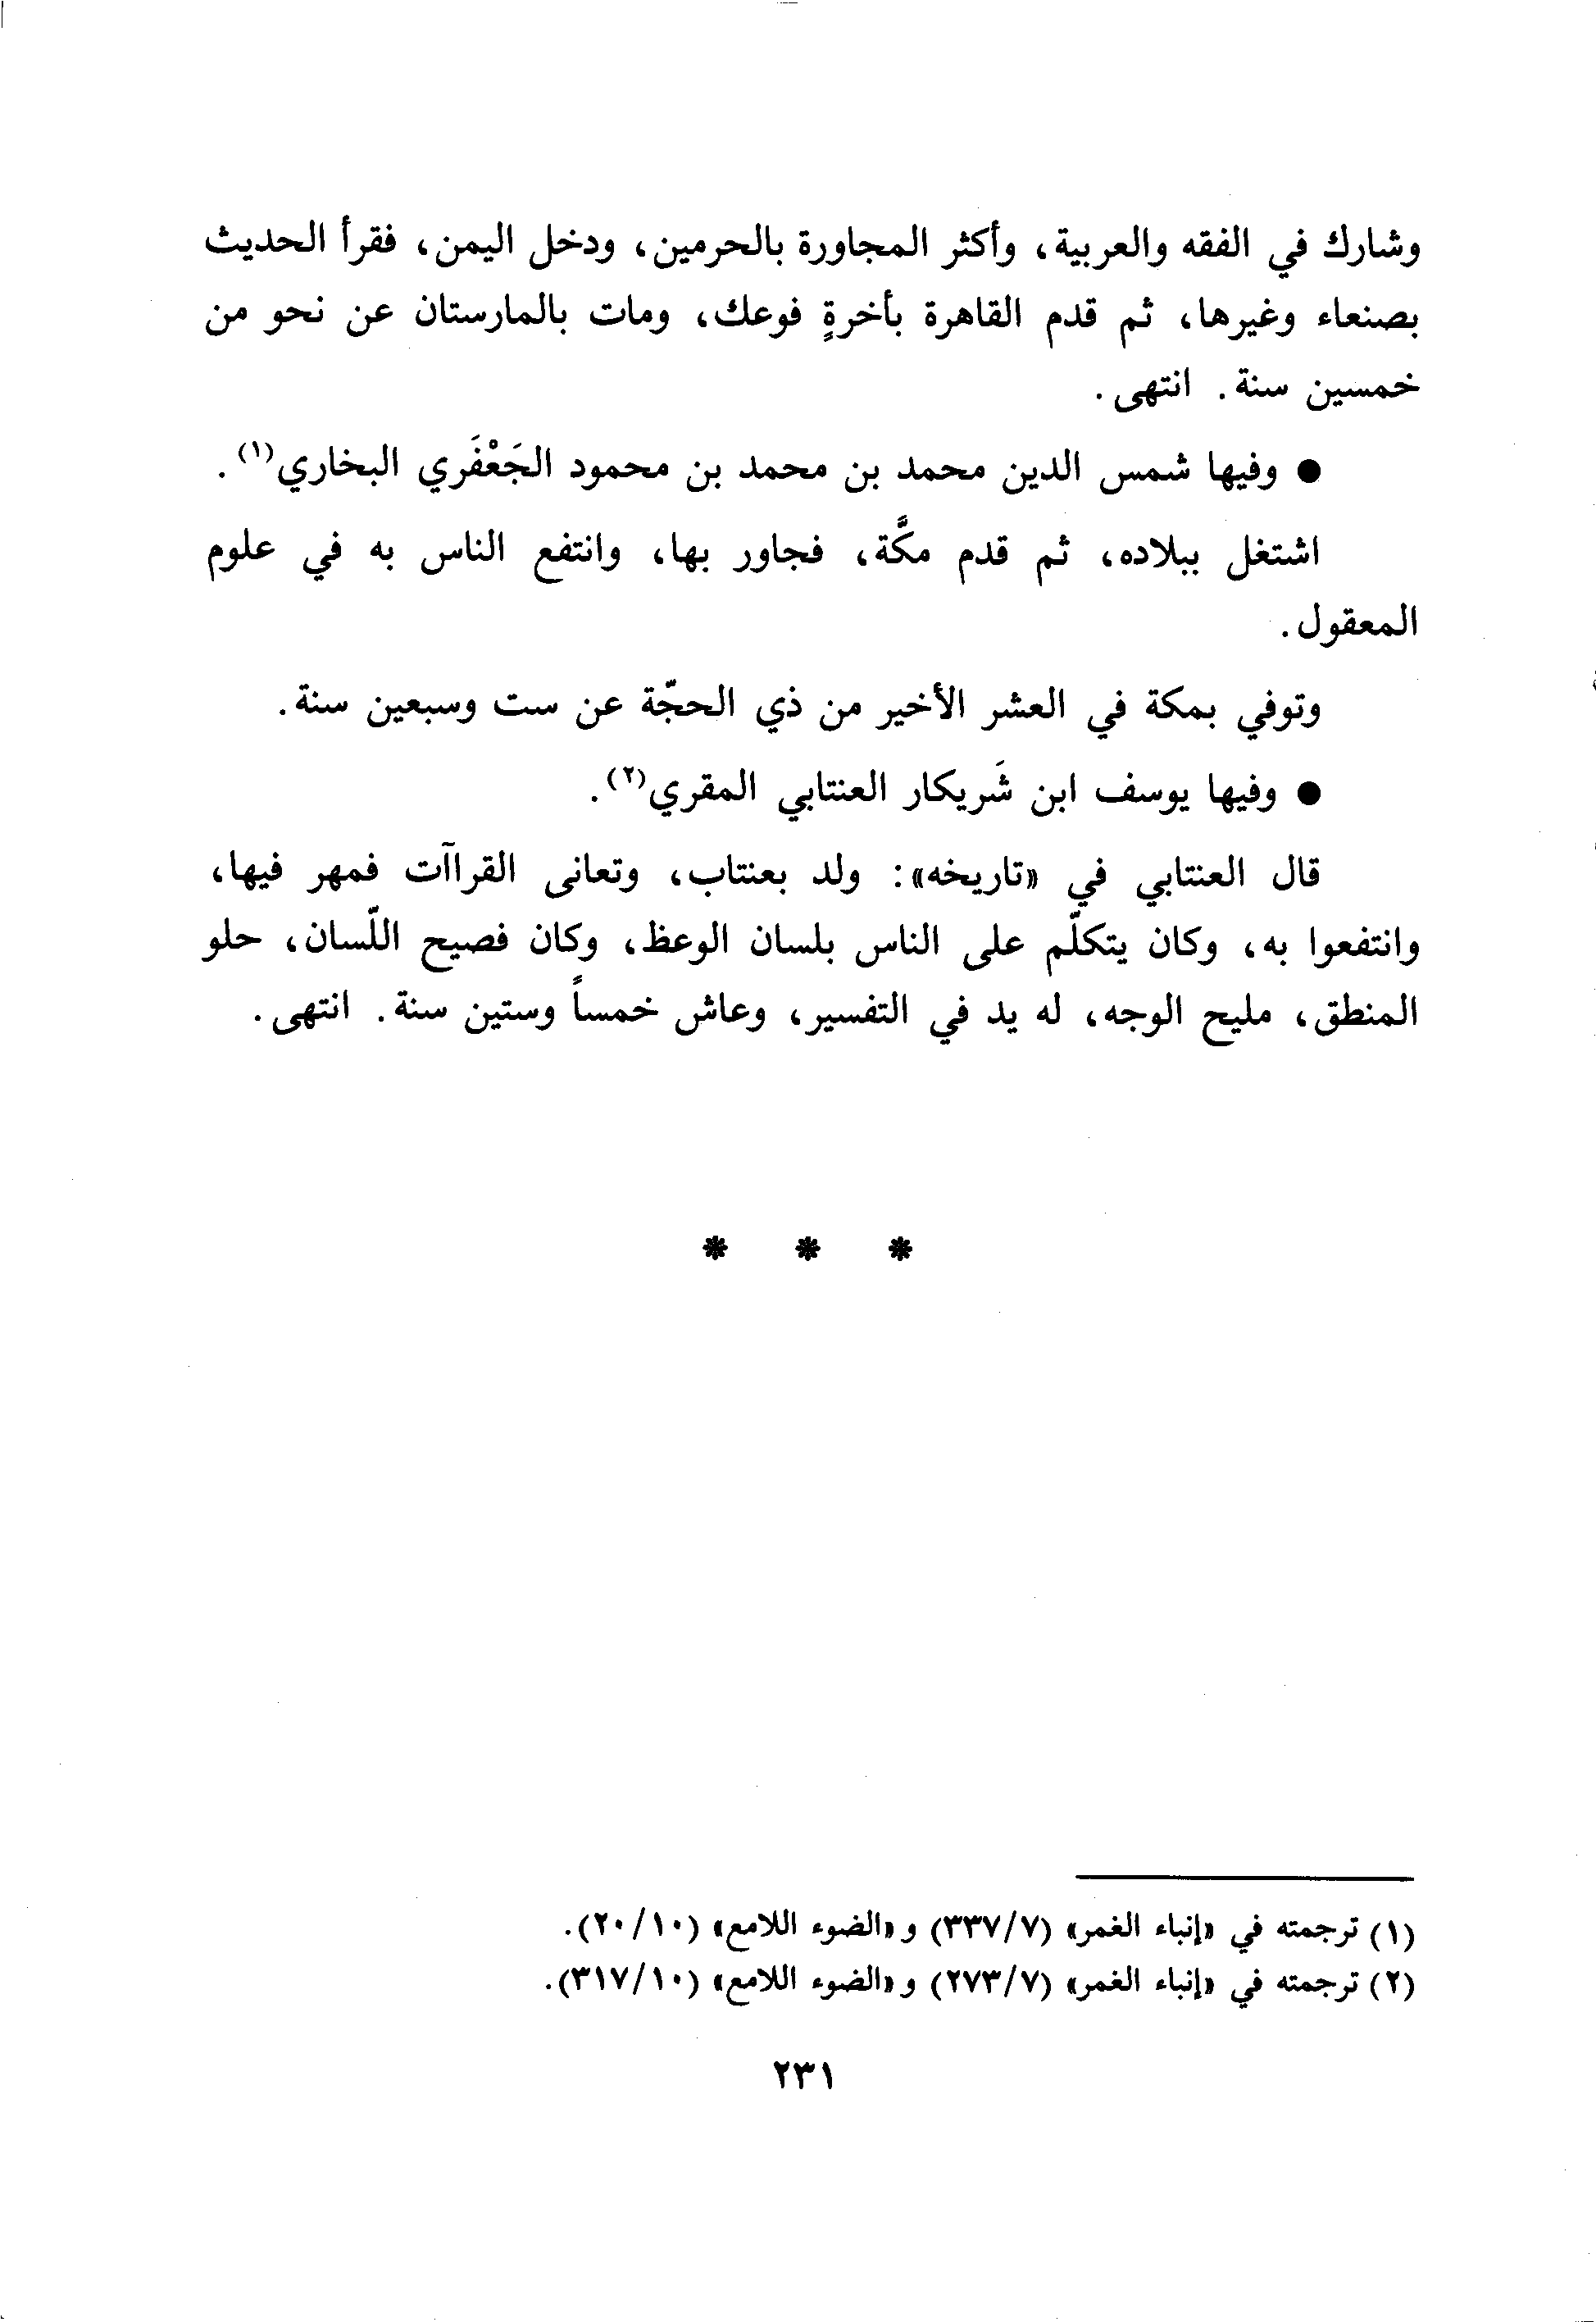 وشارك في الفقه والعربية، وأكثر المجاورة بالحرمين، ودخل اليمن، فقرأ الحديث
بصنعاء وغيرها، ثم قدم القاهرة بأخرةٍ فوعك، ومات بالمارستان عن نحو من
خمسين سنة. انتهى.
● وفيها شمس الدين محمد بن محمد بن محمود الجَعْفَري البخاري(١).
اشتغل ببلاده، ثم قدم مكَّة، فجاور بها، وانتفع الناس به في علوم
المعقول.
وتوفي بمكة في العشر الأخير من ذي الحجّة عن ست وسبعين سنة.
● وفيها يوسف ابن شَريكار العنتابي المقري(٢).
قال العنتابي في «تاريخه»: ولد بعنتاب، وتعانى القراآت فمهر فيها،
وانتفعوا به، وكان يتكلّم على الناس بلسان الوعظ، وكان فصيح اللّسان، حلو
المنطق، مليح الوجه، له يد في التفسير، وعاش خمساً وستين سنة. انتهى.
* * *
(١) ترجمته في «إنباء الغمر» (٣٣٧/٧) و«الضوء اللامع» (٢٠/١٠).
(٢) ترجمته في «إنباء الغمر» (٢٧٣/٧) و«الضوء اللامع» (٣١٧/١٠).
٢٣١